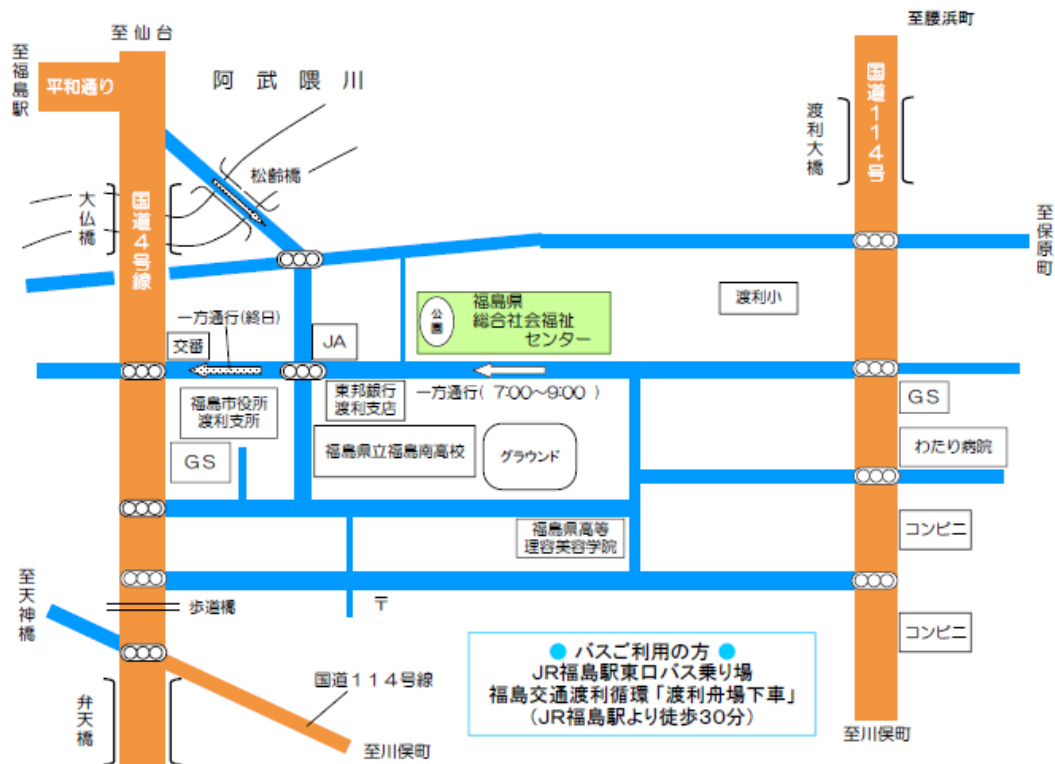 至仙台
至腰浜町
至福島駅
平和通り
阿武隈川
国道114号
渡利大橋
松齢橋
大仏橋
国道4号線
至保原町
渡利小
公園
福島県
総合社会福祉
センター
一方通行(終日)
交番
JA
東邦銀行
渡利支店
一方通行( 7:00～9:00 )
福島市役所
渡利支所
GS
GS
福島県立福島南高校
グラウンド
わたり病院
福島県高等
理容美容学院
コンビニ
至天神橋
歩道橋
〒
コンビニ
● バスご利用の方 ●
JR福島駅東口バス乗り場
福島交通渡利循環「渡利舟場下車」
(JR福島駅より徒歩30分)
国道114号線
弁天橋
至川俣町
至川俣町